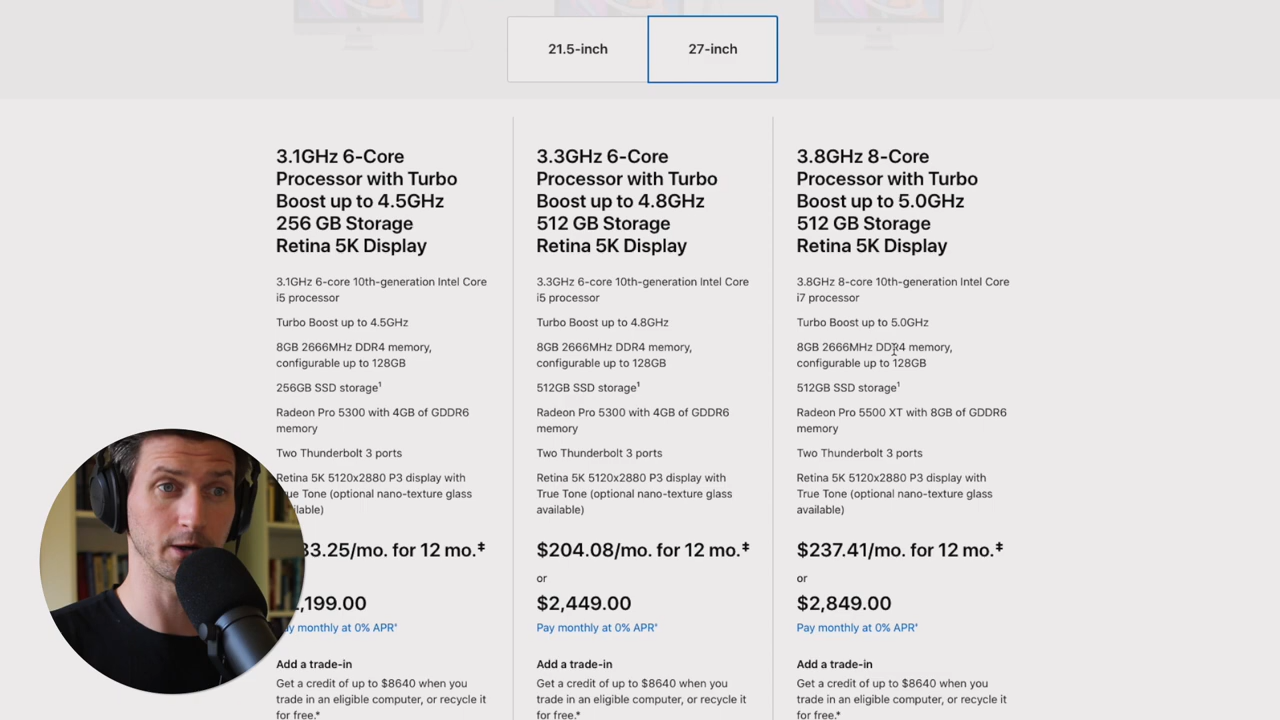 21.5-inch
27-inch
3.1GHz 6-Core
Processor with Turbo
Boost up to 4.5GHz
256 GB Storage
Retina 5K Display
3.1GHz 6-core 10th-generation Intel Core
i5 processor
Turbo Boost up to 4.5GHz
8GB 2666MHz DDR4 memory,
configurable up to 128GB
256GB SSD storage¹
Radeon Pro 5300 with 4GB of GDDR6
memory
Two Thunderbolt 3 ports
Retina 5K 5120x2880 P3 display with
Tone (optional nano-texture glass
33.25/mo. for 12 mo.‡
,199.00
monthly at 0% APR⁺
Add a trade-in
Get a credit of up to $8640 when you
trade in an eligible computer, or recycle it
for free.*
3.3GHz 6-Core
Processor with Turbo
Boost up to 4.8GHz
512 GB Storage
Retina 5K Display
3.3GHz 6-core 10th-generation Intel Core
i5 processor
Turbo Boost up to 4.8GHz
8GB 2666MHz DDR4 memory,
configurable up to 128GB
512GB SSD storage¹
Radeon Pro 5300 with 4GB of GDDR6
memory
Two Thunderbolt 3 ports
Retina 5K 5120x2880 P3 display with
True Tone (optional nano-texture glass
available)
$204.08/mo. for 12 mo.‡
or
$2,449.00
Pay monthly at 0% APR⁺
Add a trade-in
Get a credit of up to $8640 when you
trade in an eligible computer, or recycle it
for free.*
3.8GHz 8-Core
Processor with Turbo
Boost up to 5.0GHz
512 GB Storage
Retina 5K Display
3.8GHz 8-core 10th-generation Intel Core
i7 processor
Turbo Boost up to 5.0GHz
8GB 2666MHz DDR4 memory,
configurable up to 128GB
512GB SSD storage¹
Radeon Pro 5500 XT with 8GB of GDDR6
memory
Two Thunderbolt 3 ports
Retina 5K 5120x2880 P3 display with
True Tone (optional nano-texture glass
available)
$237.41/mo. for 12 mo.‡
or
$2,849.00
Pay monthly at 0% APR⁺
Add a trade-in
Get a credit of up to $8640 when you
trade in an eligible computer, or recycle it
for free.*